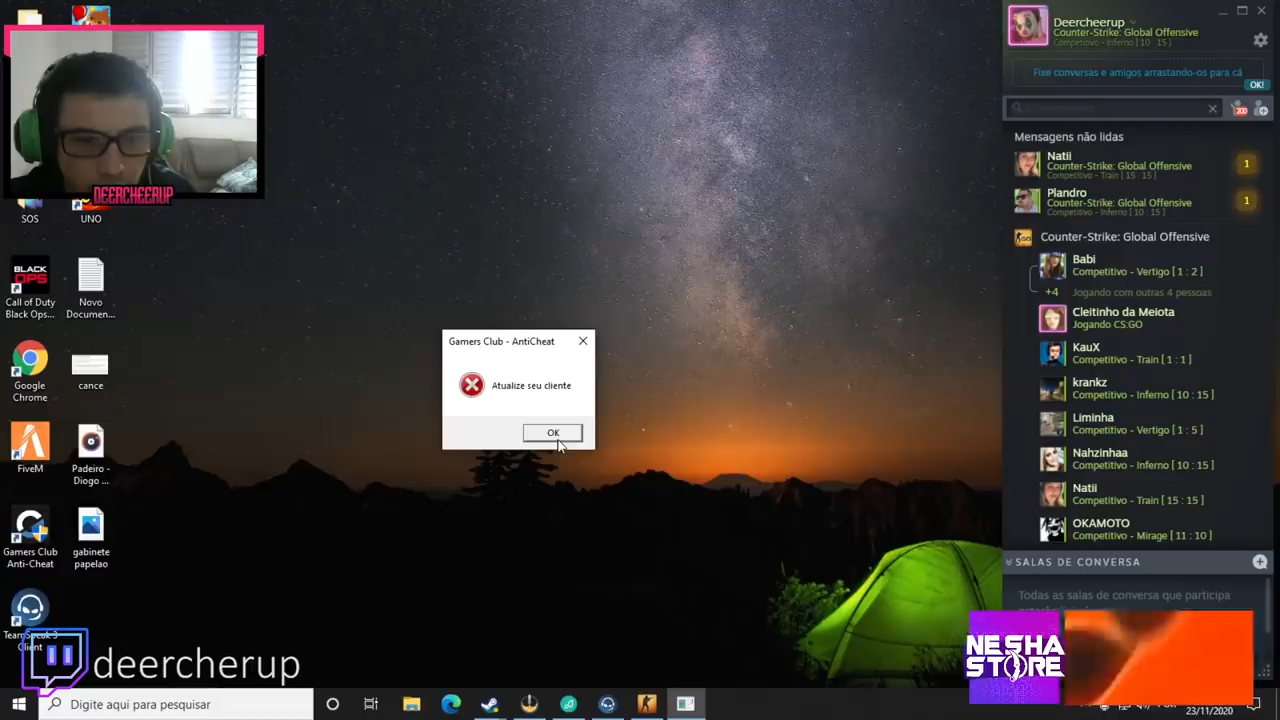 DEERCHEERUP
SOS
UNO
BLACK
OPS
Call of Duty
Black Ops...
Novo
Documen...
Google
Chrome
cance
FiveM
Padeiro -
Diogo ...
Gamers Club
Anti-Cheat
gabinete
papelao
TeamSpeak 3
Client
deercherup
Gamers Club - AntiCheat
Atualize seu cliente
OK
Deercheerup
Counter-Strike: Global Offensive
Competitivo - Inferno [ 10 : 15 ]
Fixe conversas e amigos arrastando-os para cá
OK!
200
Mensagens não lidas
Natii
Counter-Strike: Global Offensive
Competitivo - Train [ 15 : 15 ]
1
Plandro
Counter-Strike: Global Offensive
Competitivo - Inferno [ 10 : 15 ]
1
Counter-Strike: Global Offensive
Babi
Competitivo - Vertigo [ 1 : 2 ]
+4 Jogando com outras 4 pessoas
Cleitinho da Meiota
Jogando CS:GO
KauX
Competitivo - Train [ 1 : 1 ]
krankz
Competitivo - Inferno [ 10 : 15 ]
Liminha
Competitivo - Vertigo [ 1 : 5 ]
Nahzinhaa
Competitivo - Inferno [ 10 : 15 ]
Natii
Competitivo - Train [ 15 : 15 ]
OKAMOTO
Competitivo - Mirage [ 11 : 10 ]
SALAS DE CONVERSA
Todas as salas de conversa que participa
NESHA
STORE
Digite aqui para pesquisar
23/11/2020